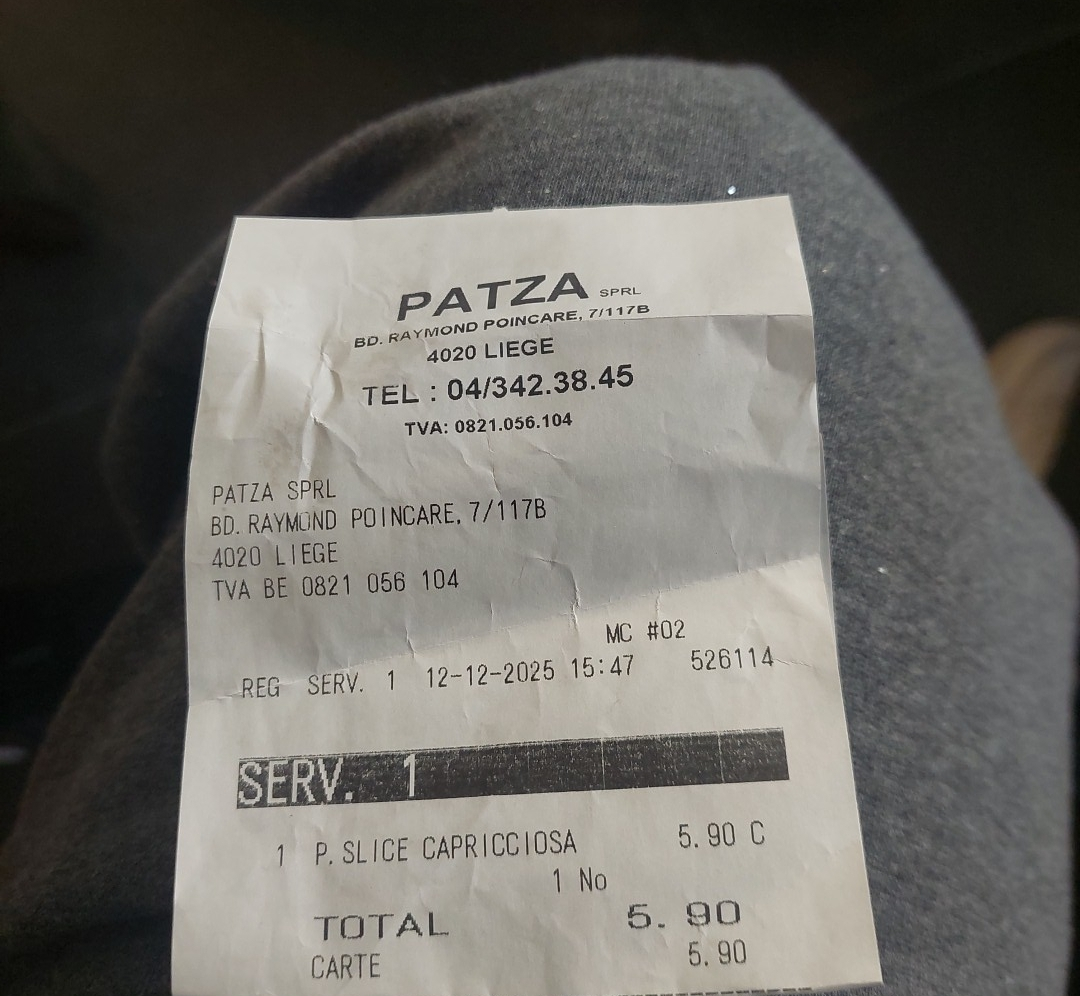 PATZA SPRL
BD. RAYMOND POINCARE, 7/117B
4020 LIEGE
TEL : 04/342.38.45
TVA: 0821.056.104
PATZA SPRL
BD. RAYMOND POINCARE, 7/117B
4020 LIEGE
TVA BE 0821 056 104
MC #02
REG SERV. 1 12-12-2025 15:47 526114
SERV. 1
1 P. SLICE CAPRICCIOSA 5.90 C
1 No
TOTAL 5.90
CARTE 5.90